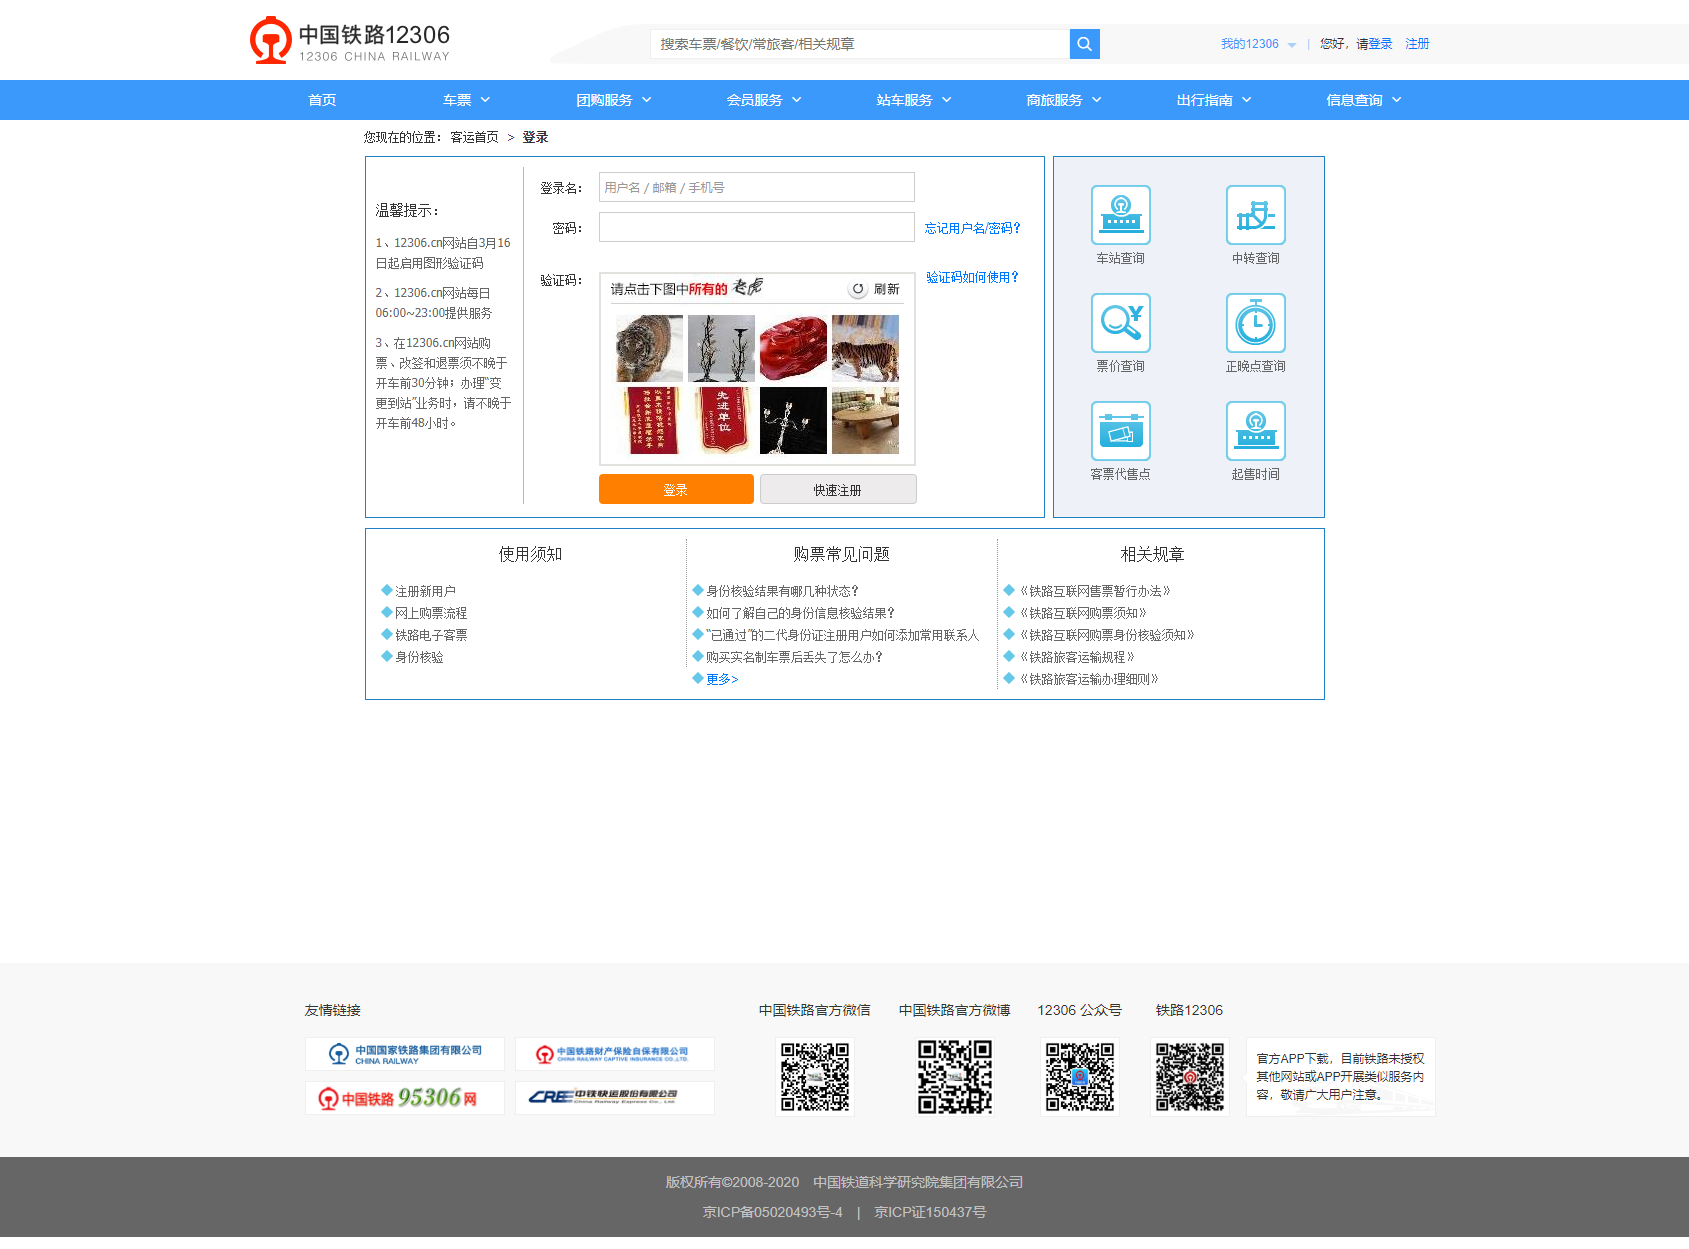 中国铁路12306
12306 CHINA RAILWAY
搜索车票/餐饮/常旅客/相关规章
我的12306 | 您好，请登录 注册
首页 车票 团购服务 会员服务 站车服务 商旅服务 出行指南 信息查询
您现在的位置： 客运首页 > 登录
温馨提示：
1、12306.cn网站自3月16
日起启用图形验证码
2、12306.cn网站每日
06:00~23:00提供服务
3、在12306.cn网站购
票、改签和退票须不晚于
开车前30分钟；办理“变
更到站”业务时，请不晚于
开车前48小时。
登录名： 用户名 / 邮箱 / 手机号
密码： 忘记用户名/密码？
验证码： 验证码如何使用？
请点击下图中所有的 老虎 刷新
先进单位
登录 快速注册
车站查询 中转查询
票价查询 正晚点查询
客票代售点 起售时间
使用须知
注册新用户
网上购票流程
铁路电子客票
身份核验
购票常见问题
身份核验结果有哪几种状态？
如何了解自己的身份信息核验结果？
“已通过”的二代身份证注册用户如何添加常用联系人
购买实名制车票后丢失了怎么办？
更多>
相关规章
《铁路互联网售票暂行办法》
《铁路互联网购票须知》
《铁路互联网购票身份核验须知》
《铁路旅客运输规程》
《铁路旅客运输办理细则》
友情链接
中国国家铁路集团有限公司
CHINA RAILWAY
中国铁路财产保险自保有限公司
CHINA RAILWAY CAPTIVE INSURANCE CO.,LTD.
中国铁路 95306 网
CRE 中铁快运股份有限公司
China Railway Express Co., Ltd.
中国铁路官方微信 中国铁路官方微博 12306 公众号 铁路12306
官方APP下载，目前铁路未授权
其他网站或APP开展类似服务内
容，敬请广大用户注意。
版权所有©2008-2020 中国铁道科学研究院集团有限公司
京ICP备05020493号-4 | 京ICP证150437号